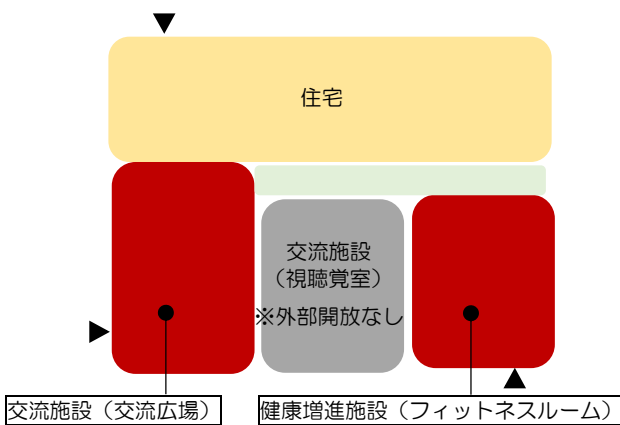 住宅
交流施設
（視聴覚室）
※外部開放なし
交流施設（交流広場）
健康増進施設（フィットネスルーム）